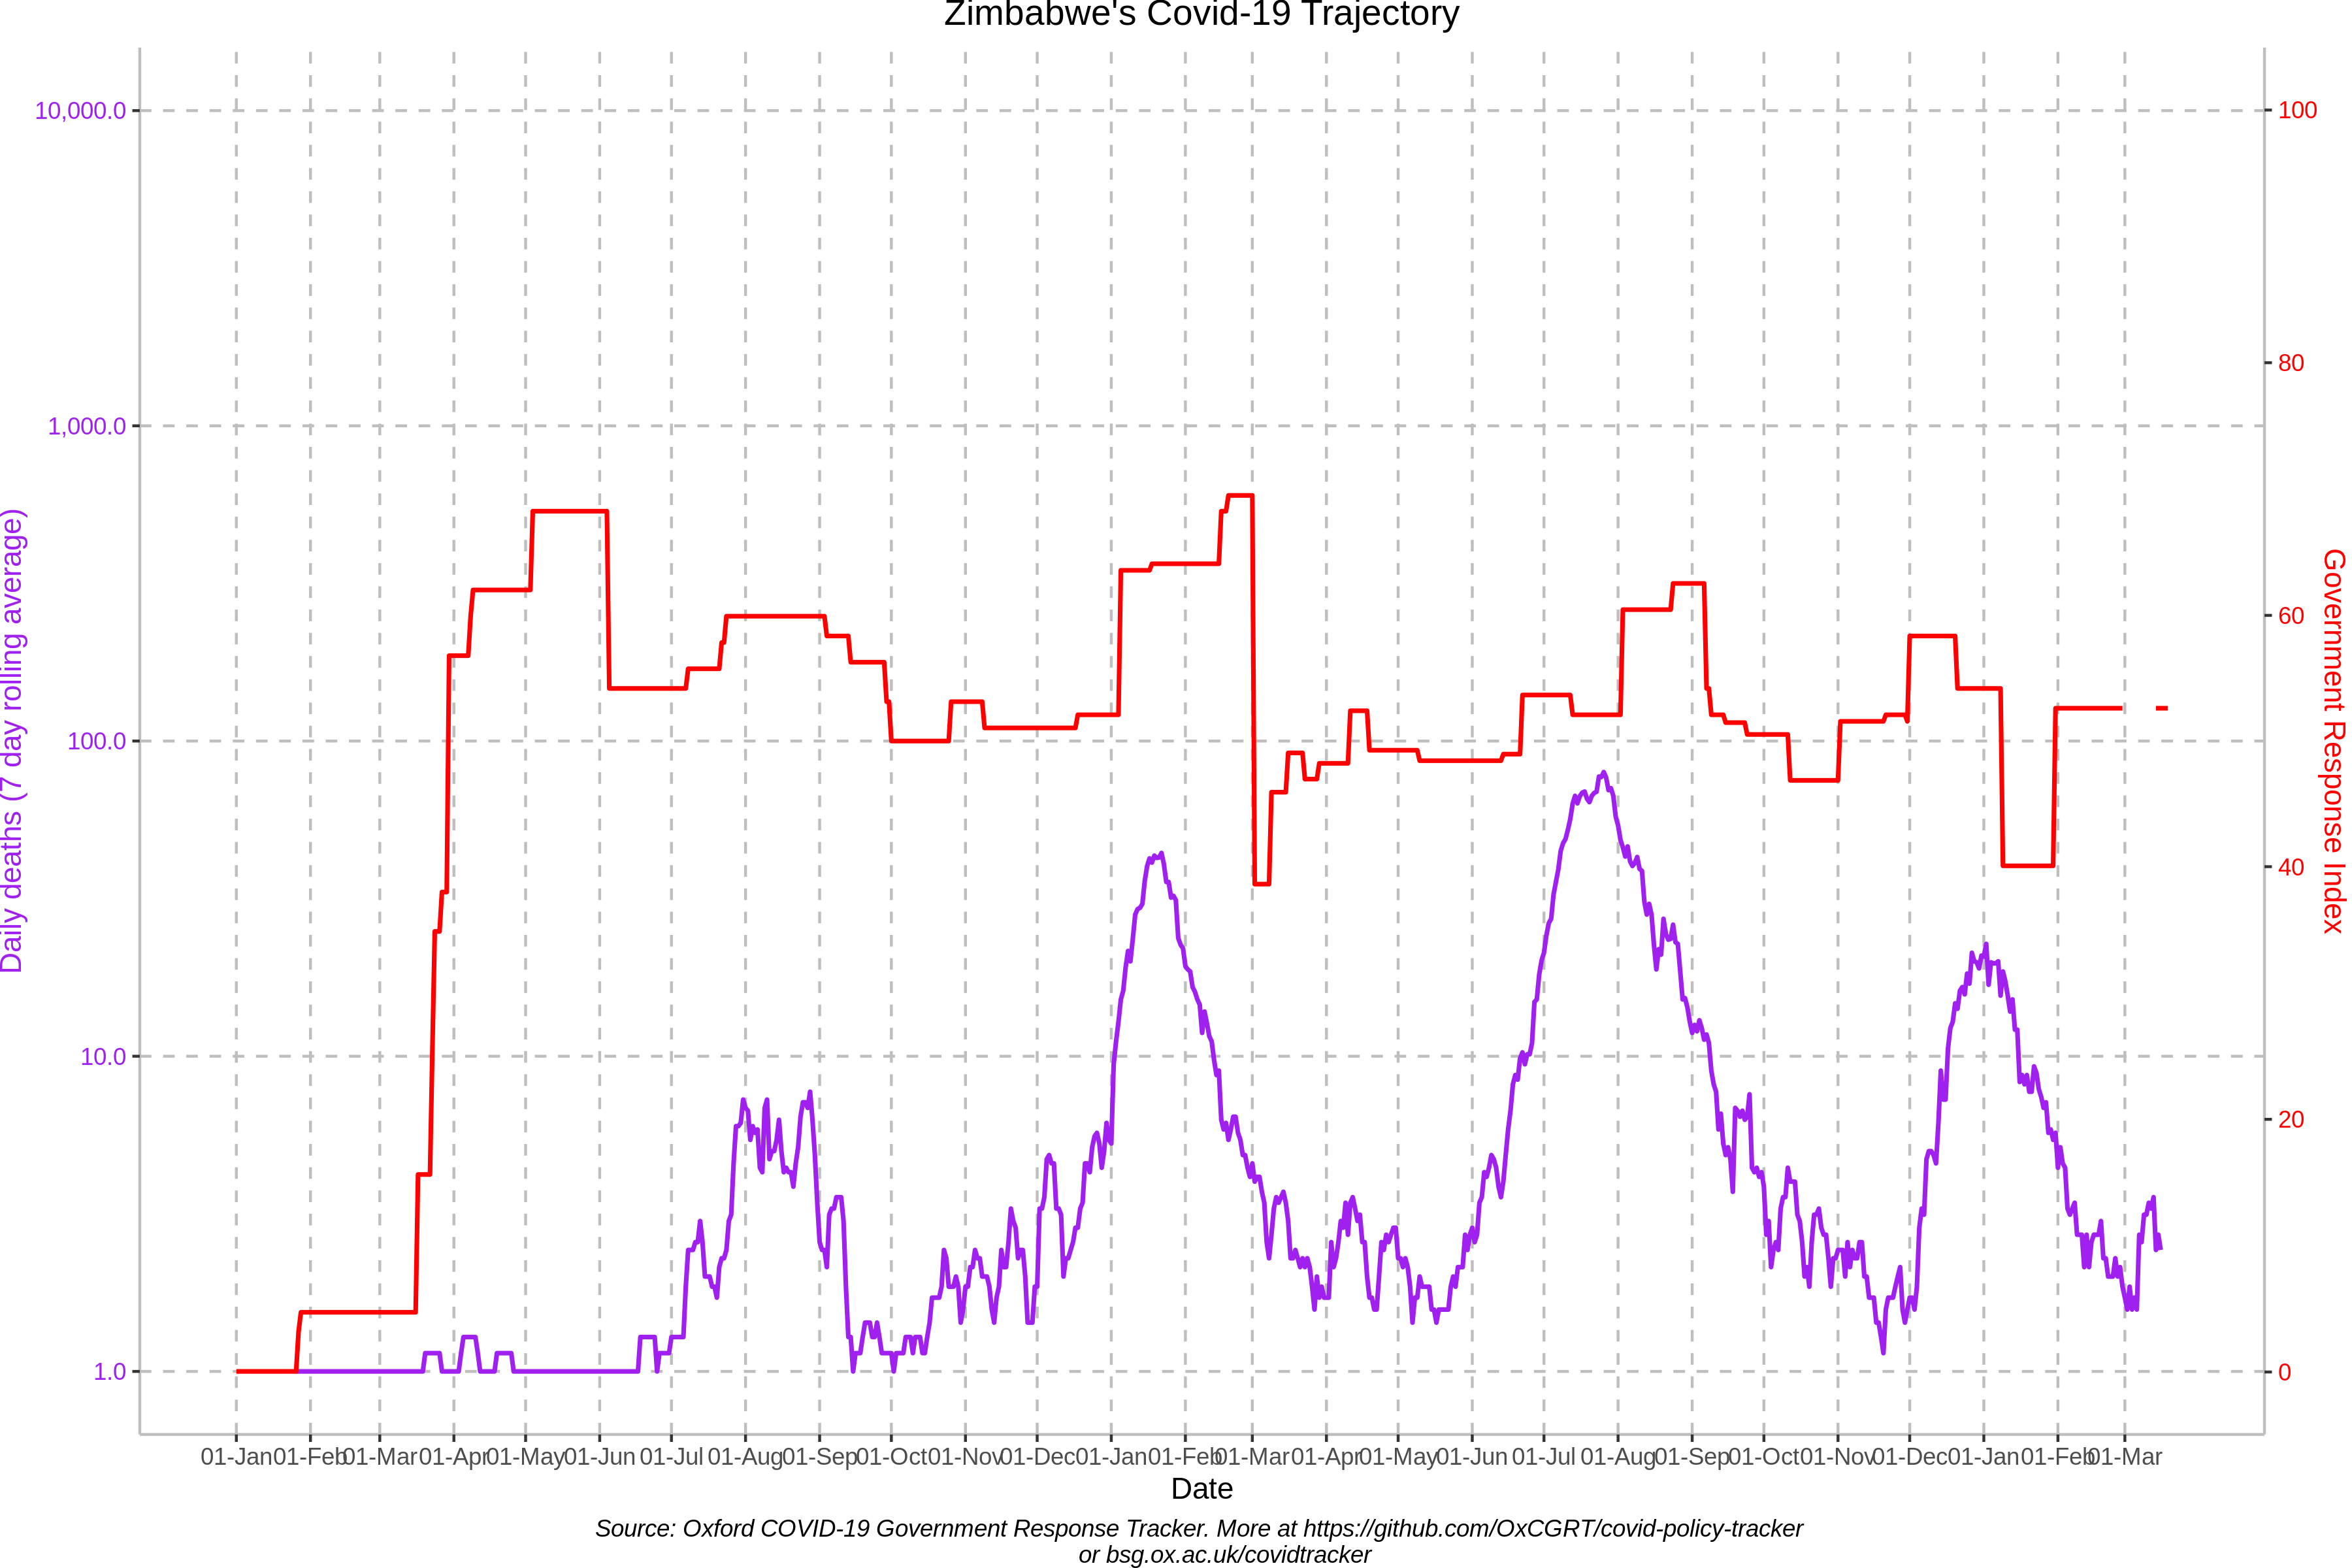 Zimbabwe's Covid-19 Trajectory
Daily deaths (7 day rolling average)
10,000.0
1,000.0
100.0
10.0
1.0
100
80
60
40
20
0
Government Response Index
01-Jan 01-Feb 01-Mar 01-Apr 01-May 01-Jun 01-Jul 01-Aug 01-Sep 01-Oct 01-Nov 01-Dec 01-Jan 01-Feb 01-Mar 01-Apr 01-May 01-Jun 01-Jul 01-Aug 01-Sep 01-Oct 01-Nov 01-Dec 01-Jan 01-Feb 01-Mar
Date
Source: Oxford COVID-19 Government Response Tracker. More at https://github.com/OxCGRT/covid-policy-tracker
or bsg.ox.ac.uk/covidtracker